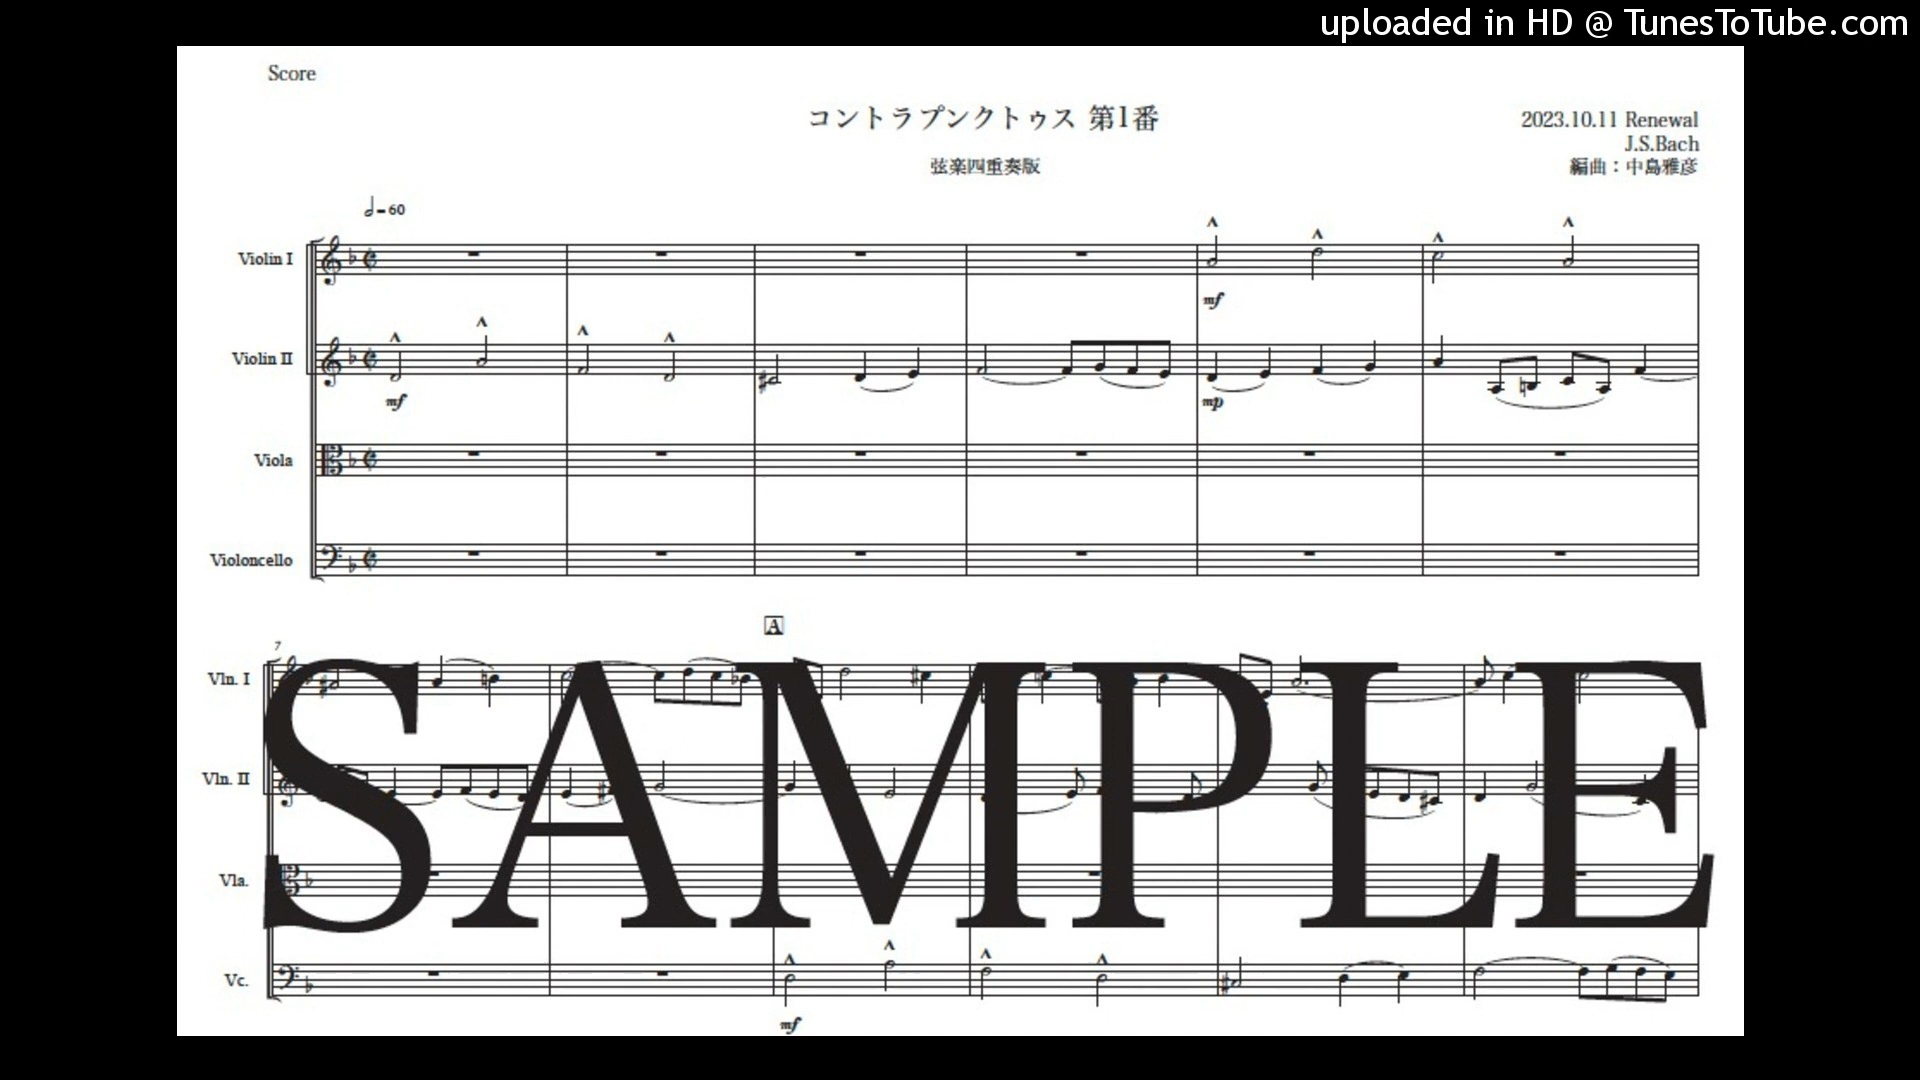 uploaded in HD @ TunesToTube.com
Score
コントラプンクトゥス 第1番
2023.10.11 Renewal
J.S.Bach
弦楽四重奏版
編曲：中島雅彦
=60
Violin I
mf
Violin II
mf
mp
Viola
Violoncello
A
7
Vln. I
SAMPLE
Vln. II
Vla.
Vc.
mf